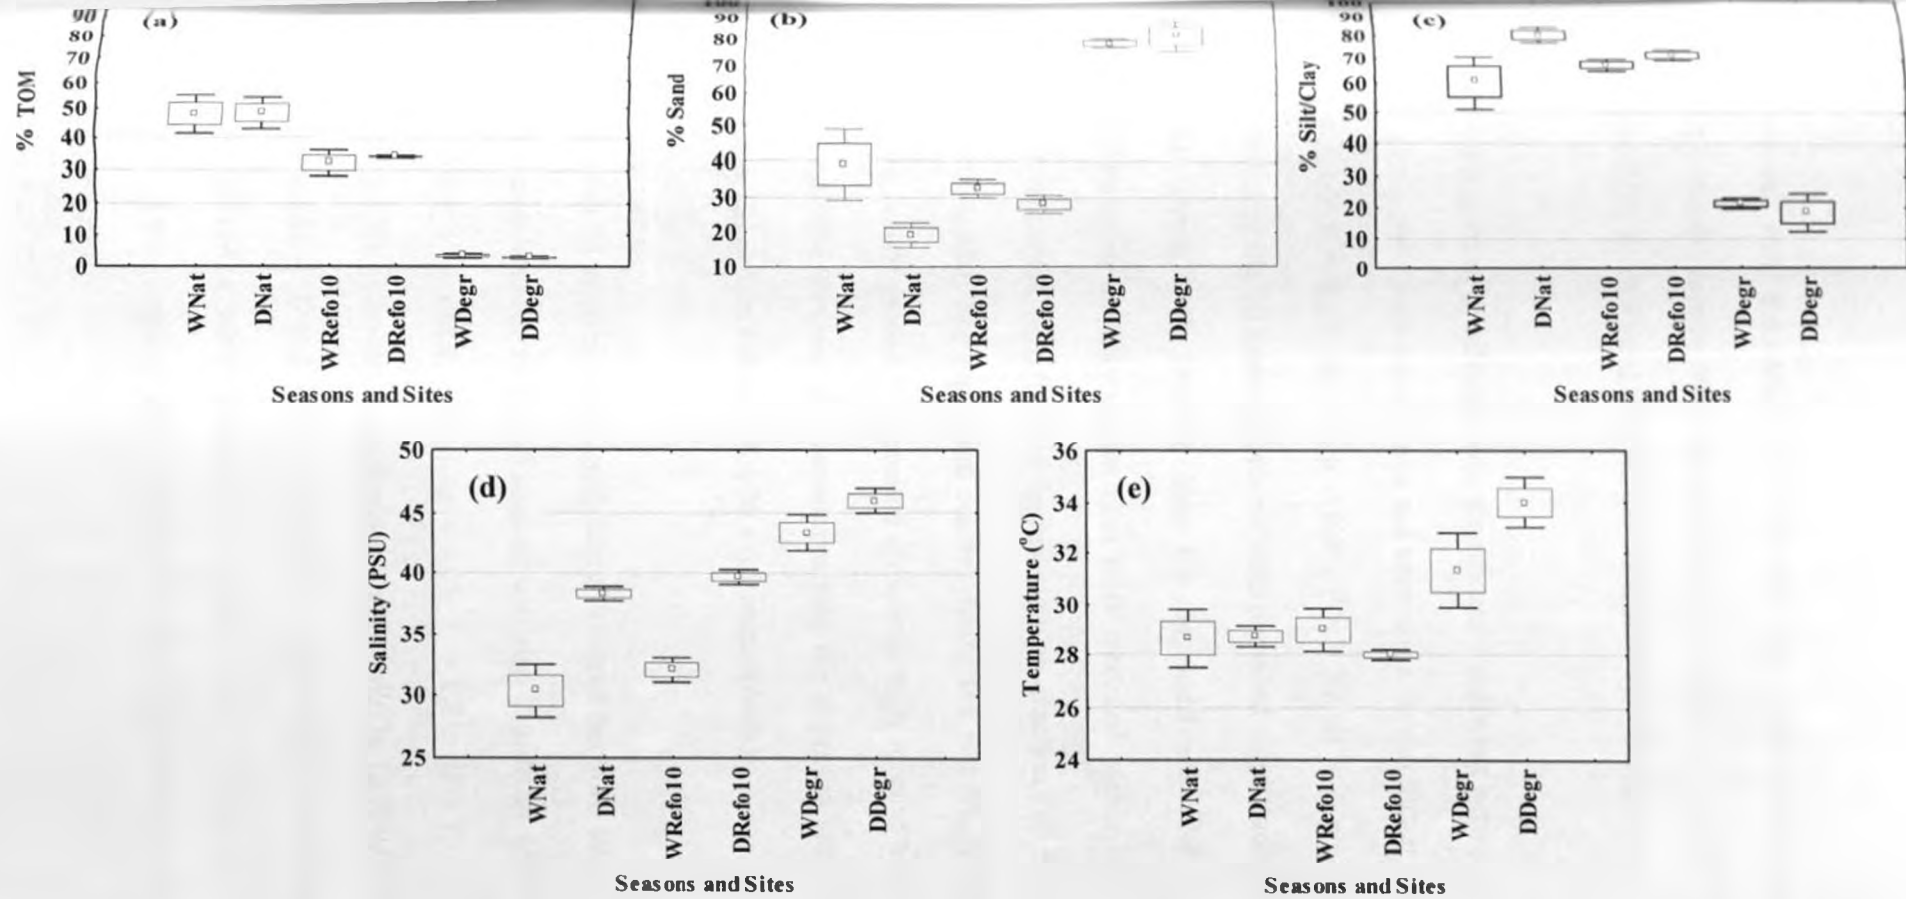 (a)
% TOM
90
80
70
60
50
40
30
20
10
0
WNat
DNat
WRefo10
DRefo10
WDegr
DDegr
Seasons and Sites
(b)
% Sand
100
90
80
70
60
50
40
30
20
10
WNat
DNat
WRefo10
DRefo10
WDegr
DDegr
Seasons and Sites
(c)
% Silt/Clay
100
90
80
70
60
50
40
30
20
10
0
WNat
DNat
WRefo10
DRefo10
WDegr
DDegr
Seasons and Sites
(d)
Salinity (PSU)
50
45
40
35
30
25
WNat
DNat
WRefo10
DRefo10
WDegr
DDegr
Seasons and Sites
(e)
Temperature (°C)
36
34
32
30
28
26
24
WNat
DNat
WRefo10
DRefo10
WDegr
DDegr
Seasons and Sites